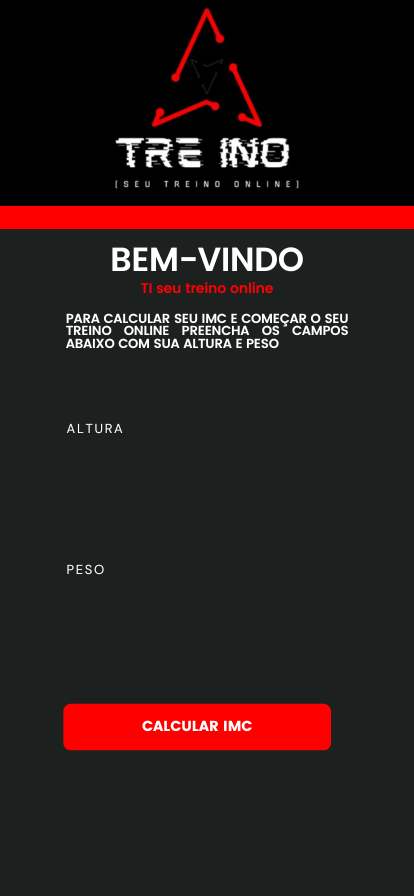 TRE INO
[SEU TREINO ONLINE]
BEM-VINDO
TI seu treino online
PARA CALCULAR SEU IMC E COMEÇAR O SEU
TREINO ONLINE PREENCHA OS CAMPOS
ABAIXO COM SUA ALTURA E PESO
ALTURA
PESO
CALCULAR IMC